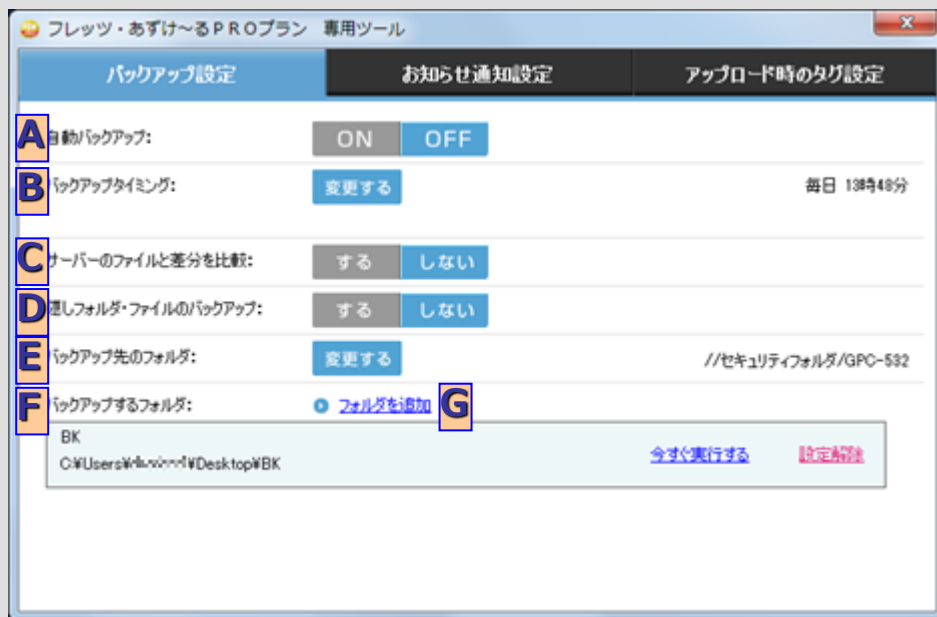 フレッツ・あずけ～るPROプラン 専用ツール
バックアップ設定 お知らせ通知設定 アップロード時のタグ設定
A 自動バックアップ: ON OFF
B バックアップタイミング: 変更する 毎日 13時48分
C サーバーのファイルと差分を比較: する しない
D 隠しフォルダ・ファイルのバックアップ: する しない
E バックアップ先のフォルダ: 変更する //セキュリティフォルダ/GPC-532
F バックアップするフォルダ: フォルダを追加 G
BK
C:¥Users¥ ¥Desktop¥BK 今すぐ実行する 設定解除